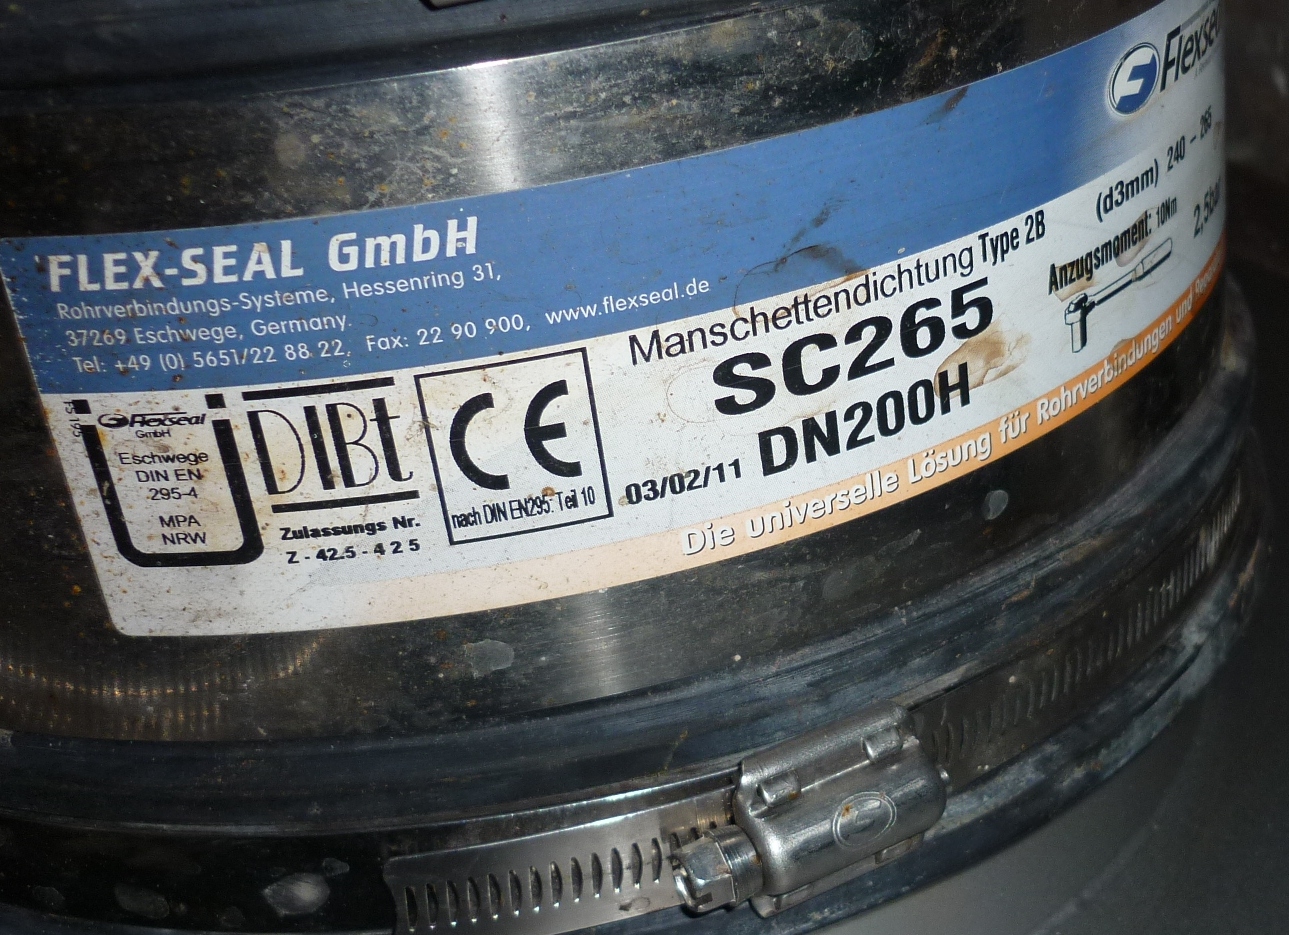 FLEX-SEAL GmbH
Rohrverbindungs-Systeme, Hessenring 31,
37269 Eschwege, Germany.
Tel: +49 (0) 5651/22 88 22, Fax: 22 90 900, www.flexseal.de
Flexseal
GmbH
Eschwege
DIN EN
295-4
MPA
NRW
DIBt
Zulassungs Nr.
Z - 42.5 - 4 2 5
CE
nach DIN EN295: Teil 10
Manschettendichtung Type 2B
SC265
03/02/11 DN200H
Flexseal
(d3mm) 240 - 265
Anzugsmoment: 10Nm
2,5bar
Die universelle Lösung für Rohrverbindungen und